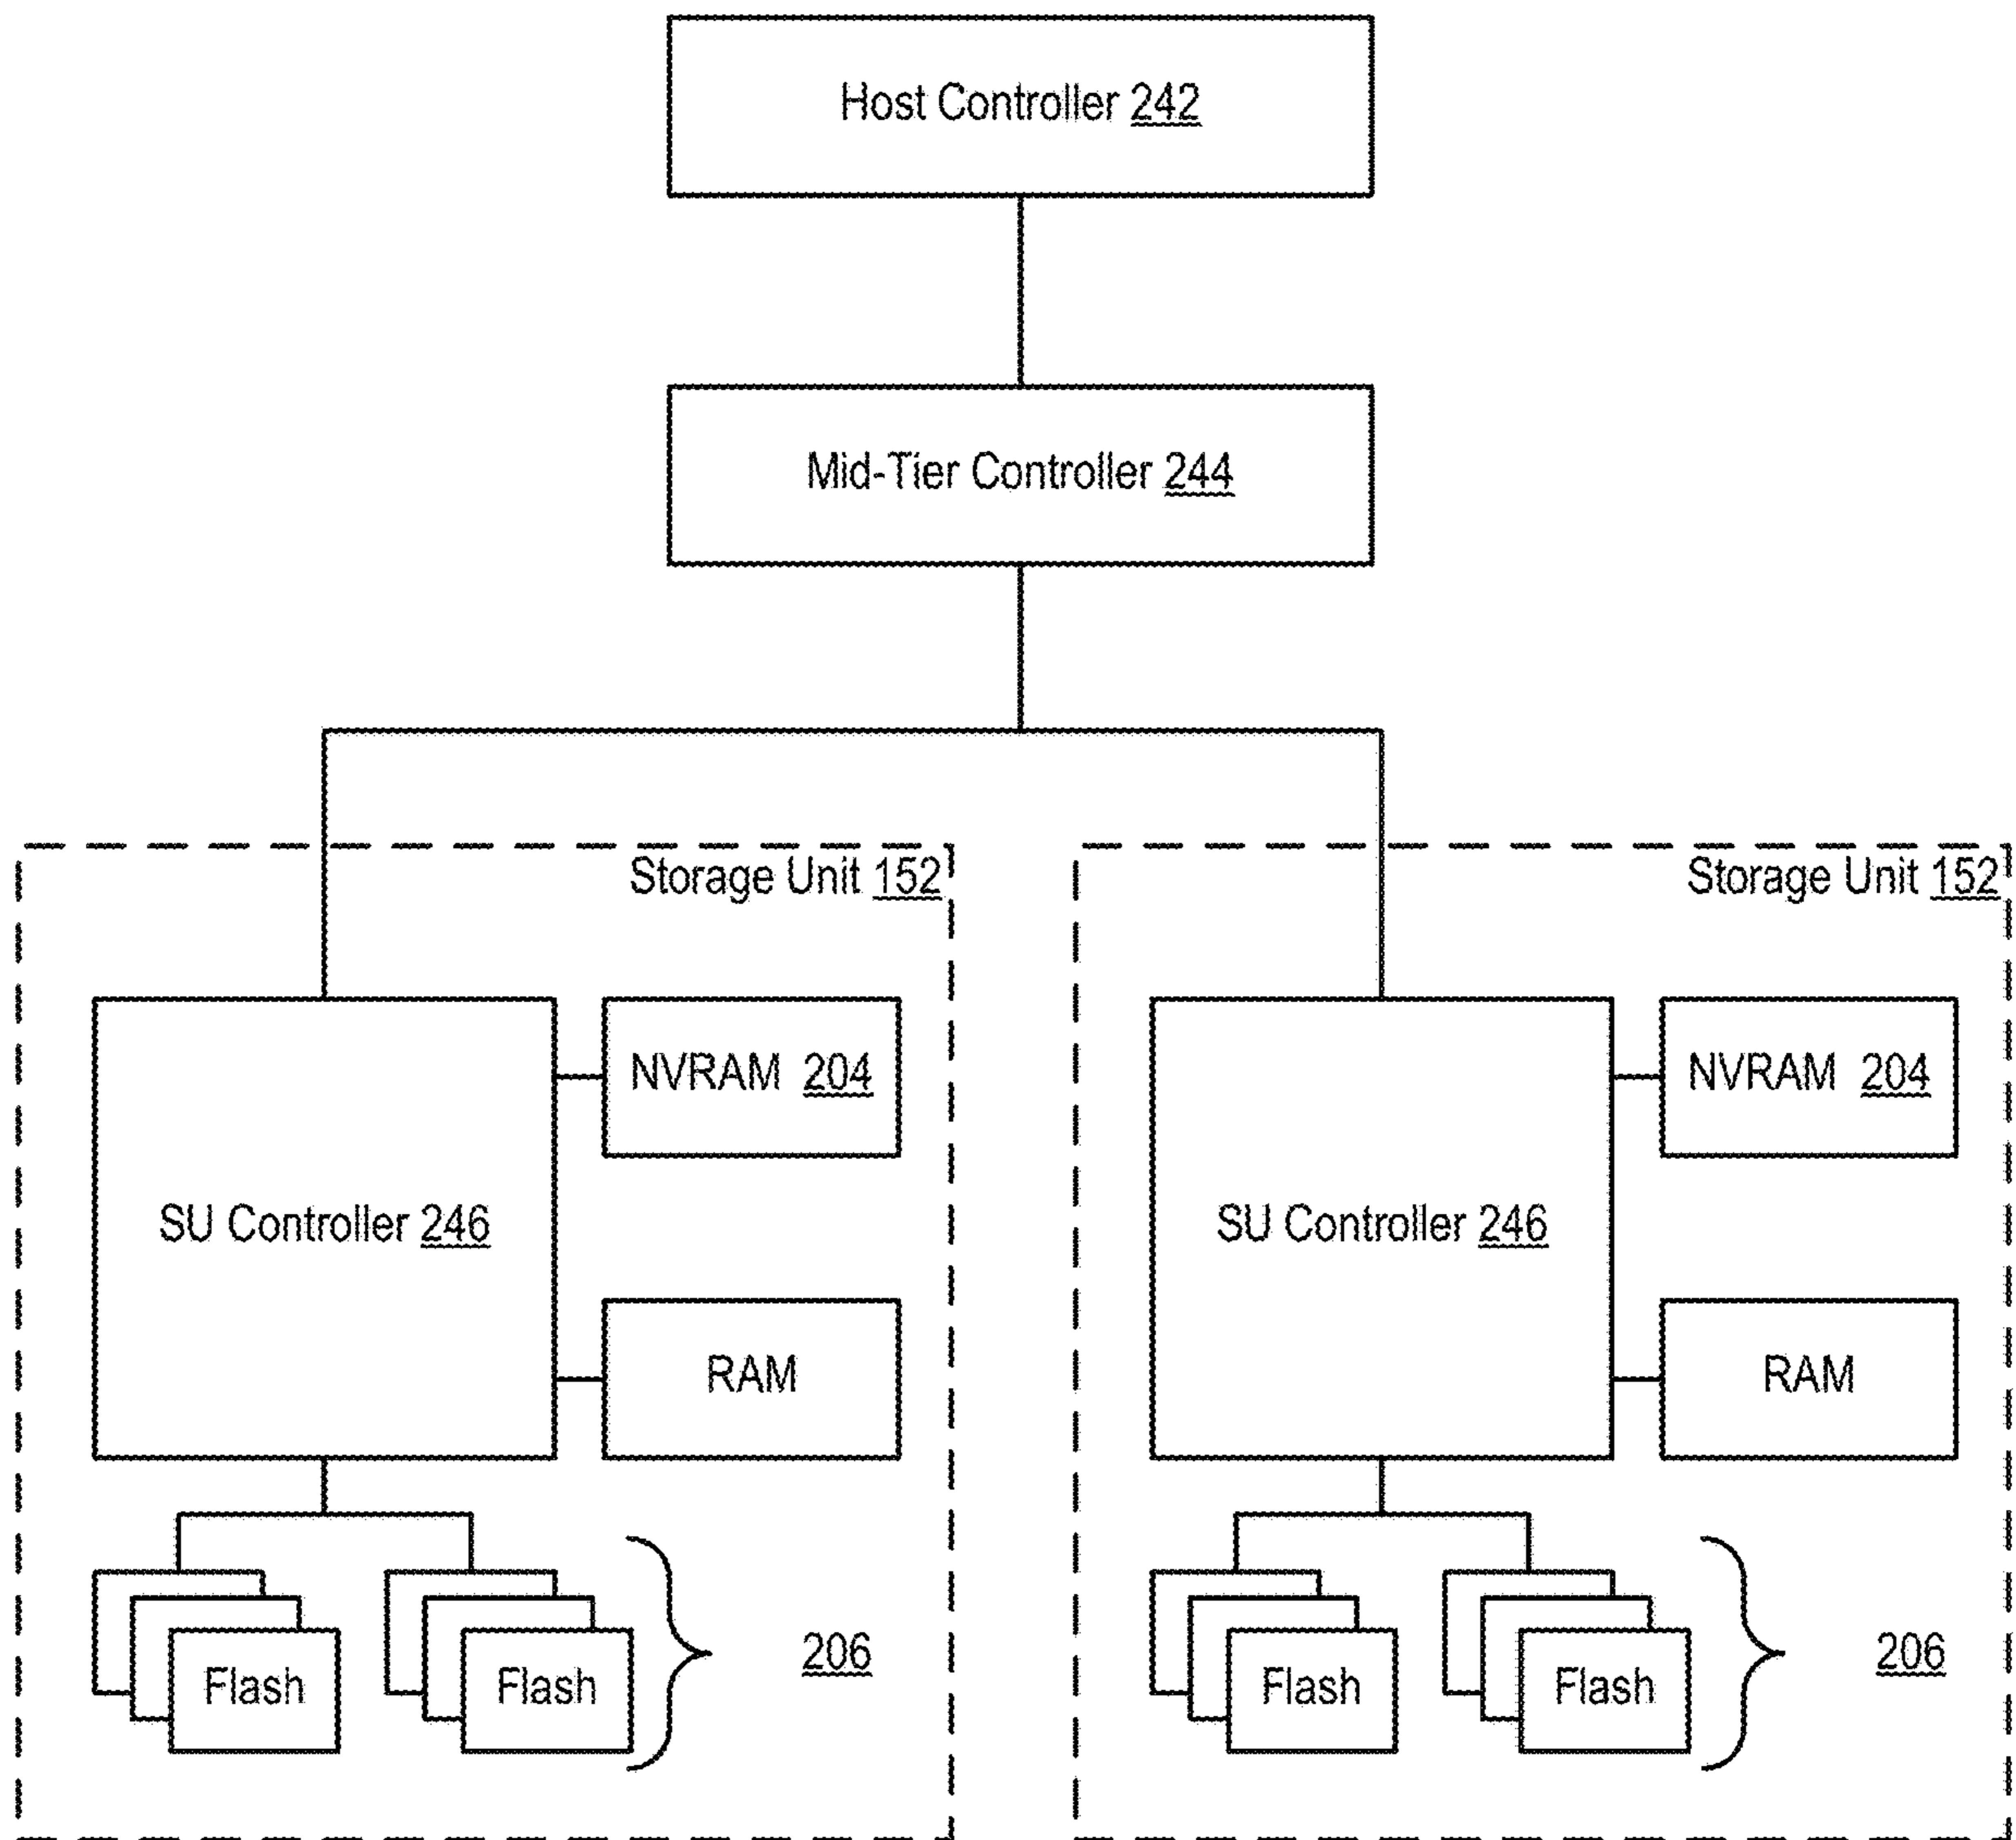 Host Controller 242
Mid-Tier Controller 244
Storage Unit 152
SU Controller 246
NVRAM 204
RAM
Flash
Flash
206
Storage Unit 152
SU Controller 246
NVRAM 204
RAM
Flash
Flash
206